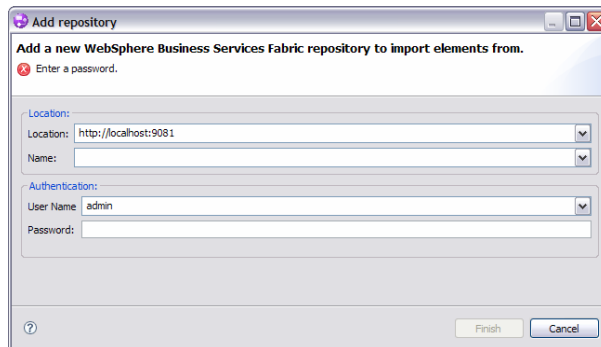 Add repository
Add a new WebSphere Business Services Fabric repository to import elements from.
Enter a password.
Location:
Location: http://localhost:9081
Name:
Authentication:
User Name admin
Password:
? Finish Cancel